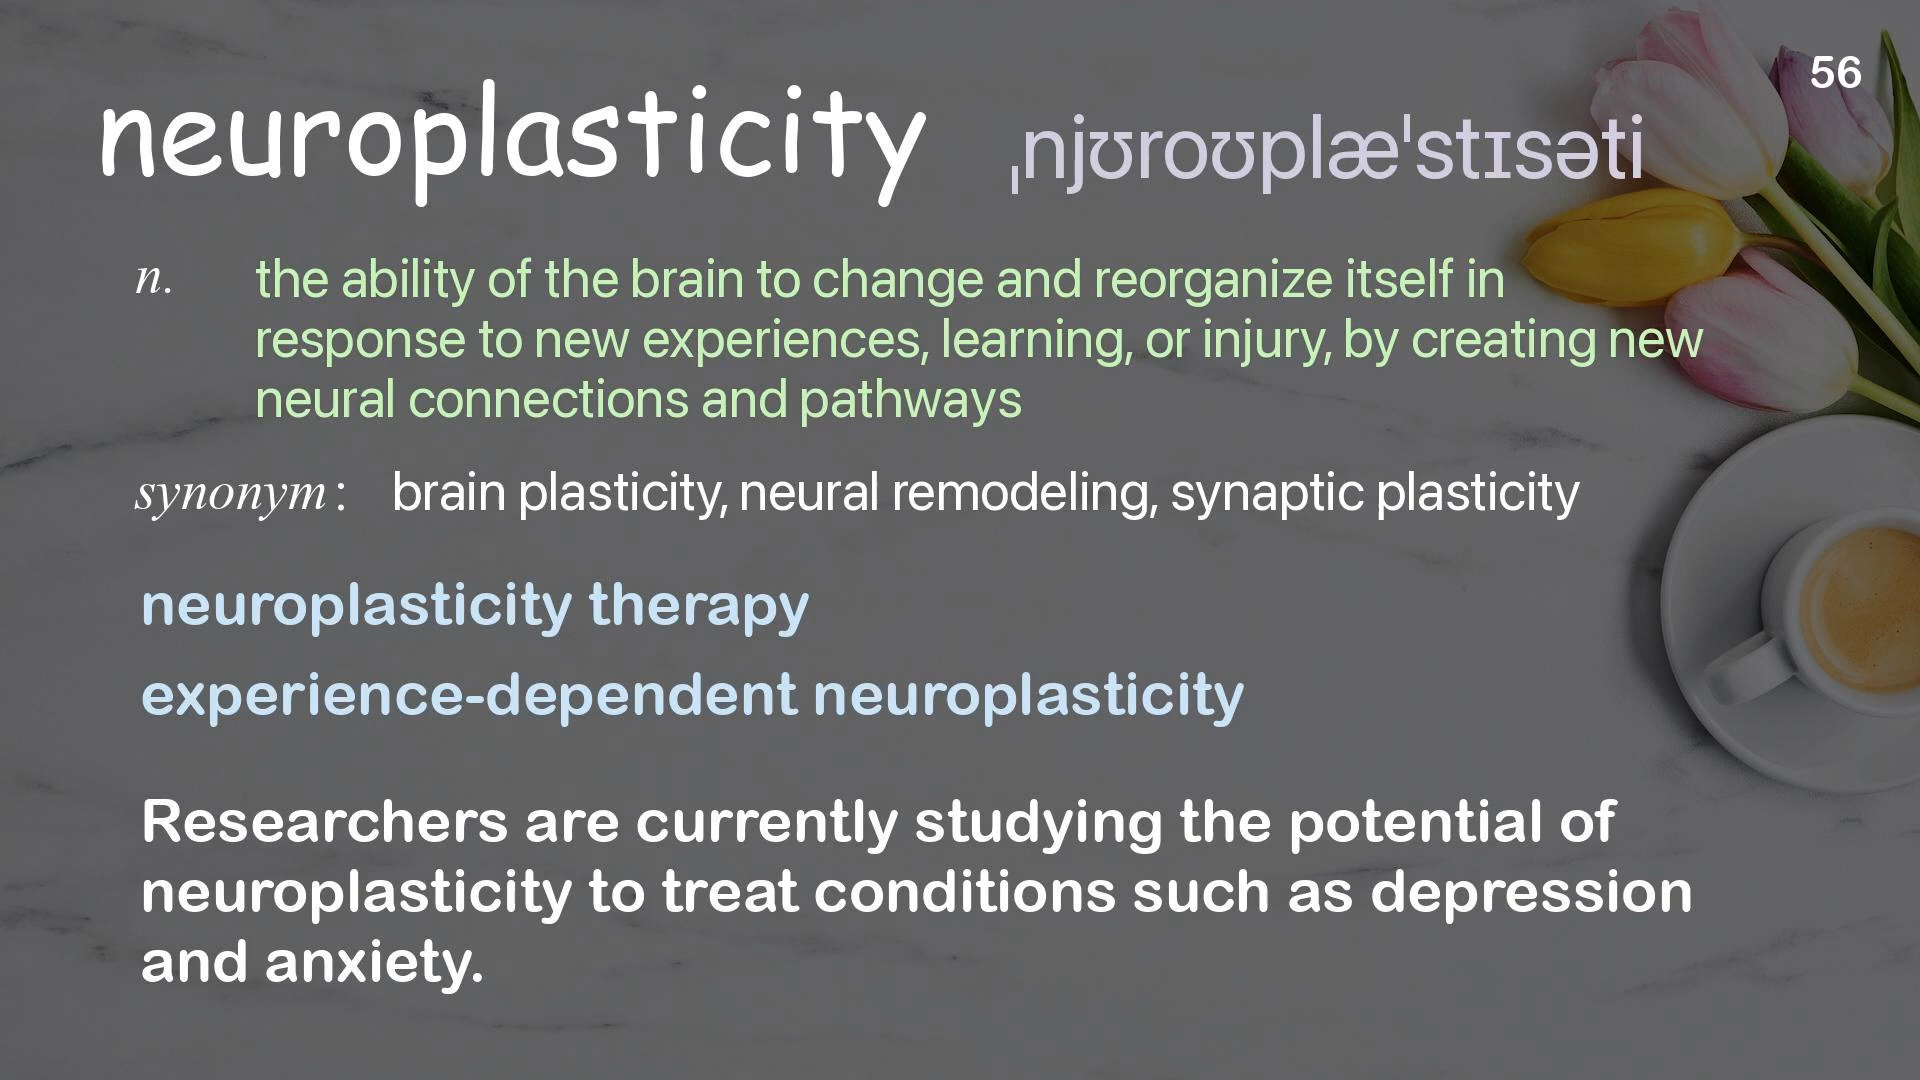 56
neuroplasticity ˌnjʊroʊplæˈstɪsəti
n. the ability of the brain to change and reorganize itself in
response to new experiences, learning, or injury, by creating new
neural connections and pathways
synonym : brain plasticity, neural remodeling, synaptic plasticity
neuroplasticity therapy
experience-dependent neuroplasticity
Researchers are currently studying the potential of
neuroplasticity to treat conditions such as depression
and anxiety.